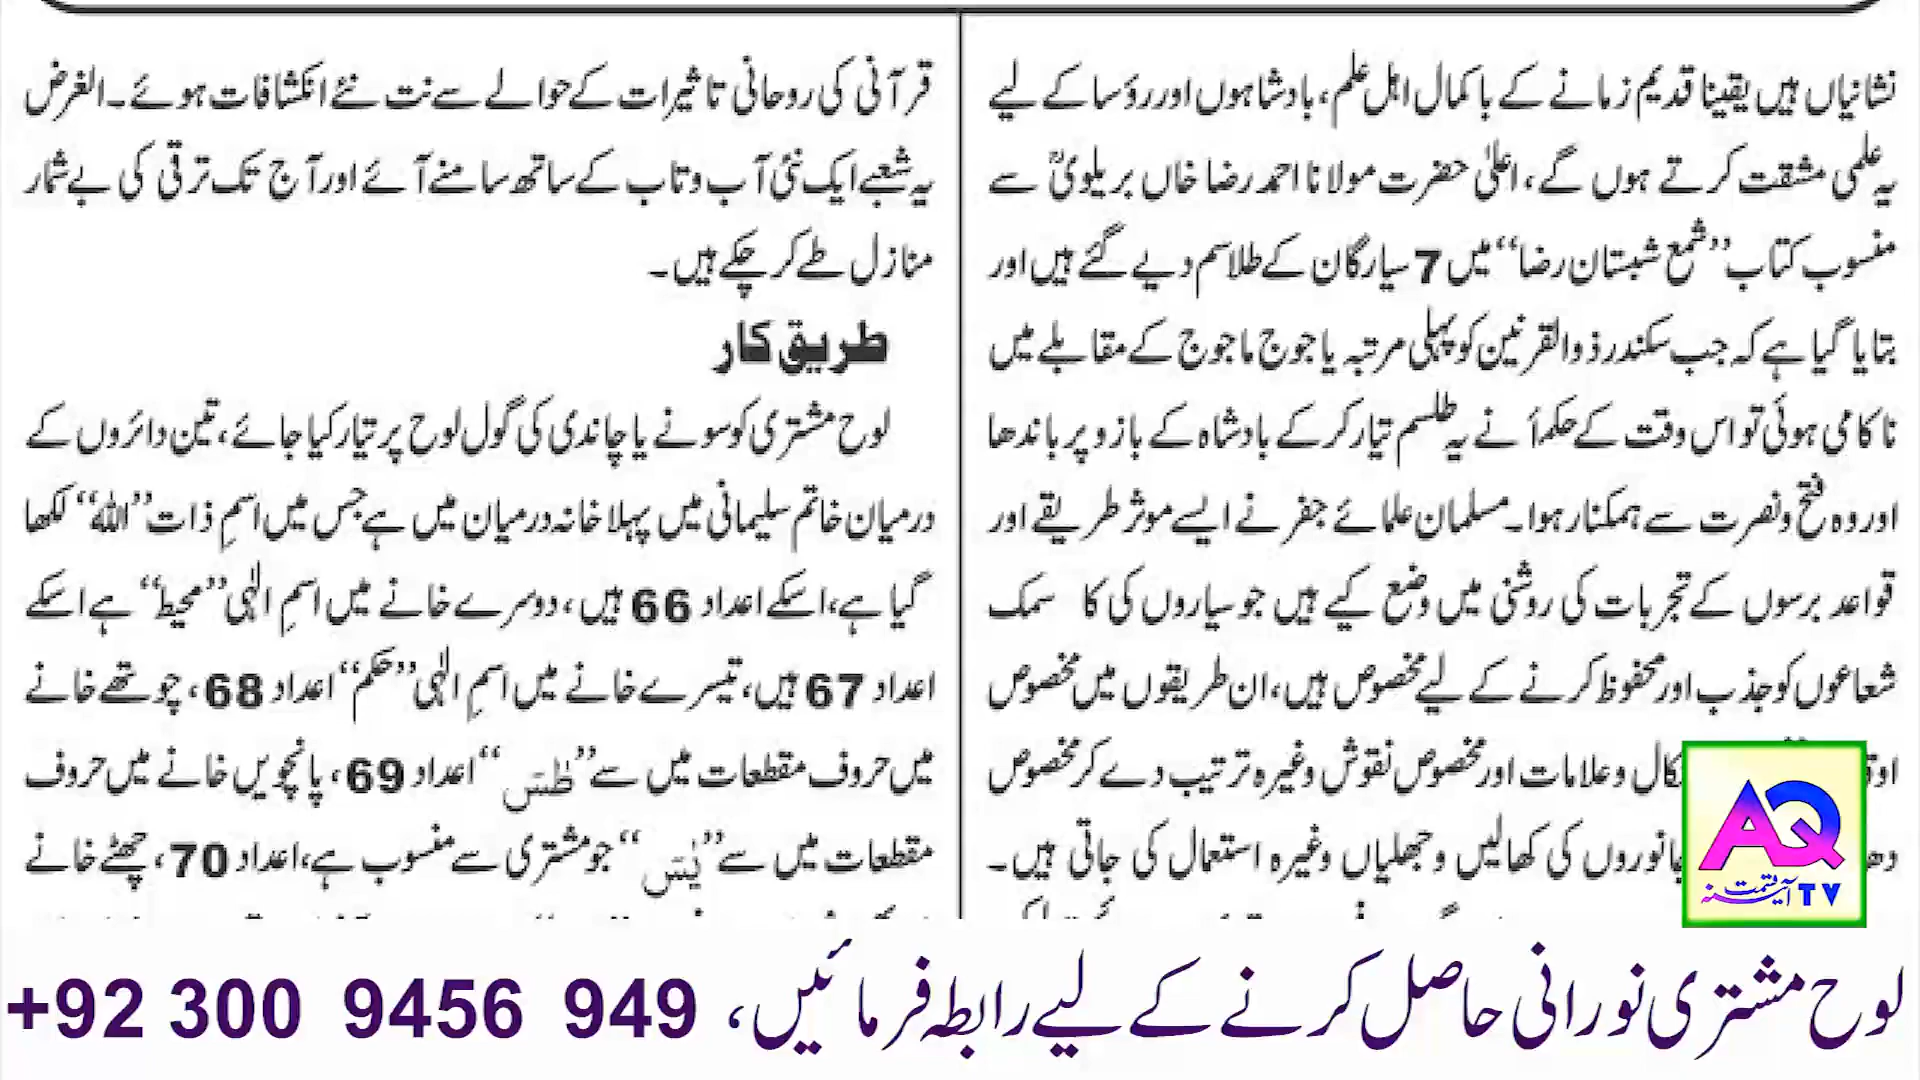 نشانیاں ہیں یقینا قدیم زمانے کے باکمال اہل علم، بادشاہوں اور رؤسا کے لیے
یہ علمی مشقت کرتے ہوں گے، اعلیٰ حضرت مولانا احمد رضا خاں بریلویؒ سے
منسوب کتاب ”شمع شبستان رضا“ میں 7 سیارگان کے طلاسم دیے گئے ہیں اور
بتایا گیا ہے کہ جب سکندر ذوالقرنین کو پہلی مرتبہ یاجوج ماجوج کے مقابلے میں
ناکامی ہوئی تو اس وقت کے حکمأ نے یہ طلسم تیار کر کے بادشاہ کے بازو پر باندھا
اور وہ فتح و نصرت سے ہمکنار ہوا۔ مسلمان علمائے جفر نے ایسے موثر طریقے اور
قواعد برسوں کے تجربات کی روشنی میں وضع کیے ہیں جو سیاروں کی کا سمک
شعاعوں کو جذب اور محفوظ کرنے کے لیے مخصوص ہیں، ان طریقوں میں مخصوص
وعلامات اور مخصوص نقوش وغیرہ ترتیب دے کر مخصوص
جانوروں کی کھالیں و جھلیاں وغیرہ استعمال کی جاتی ہیں۔
قرآنی کی روحانی تاثیرات کے حوالے سے نت نئے انکشافات ہوئے۔ الغرض
یہ شعبے ایک نئی آب و تاب کے ساتھ سامنے آئے اور آج تک ترقی کی بے شمار
منازل طے کر چکے ہیں۔
طریق کار
لوح مشتری کو سونے یا چاندی کی گول لوح پر تیار کیا جائے، تین دائروں کے
درمیان خاتم سلیمانی میں پہلا خانہ درمیان میں ہے جس میں اسمِ ذات ”اللہ“ لکھا
گیا ہے، اسکے اعداد 66 ہیں، دوسرے خانے میں اسمِ الٰہی ”محیط“ ہے اسکے
اعداد 67 ہیں، تیسرے خانے میں اسمِ الٰہی ”حکم“ اعداد 68، چوتھے خانے
میں حروف مقطعات میں سے ”طٰسٓ“ اعداد 69، پانچویں خانے میں حروف
مقطعات میں سے ”یٰسٓ“ جو مشتری سے منسوب ہے، اعداد 70، چھٹے خانے
AQ
آئینہ قسمت TV
لوح مشتری نورانی حاصل کرنے کے لیے رابطہ فرمائیں، +92 300 9456 949